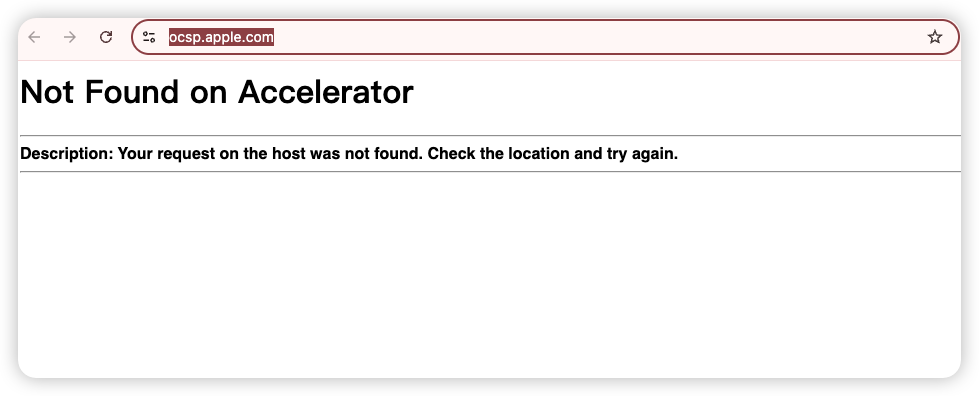 ocsp.apple.com
Not Found on Accelerator
Description: Your request on the host was not found. Check the location and try again.